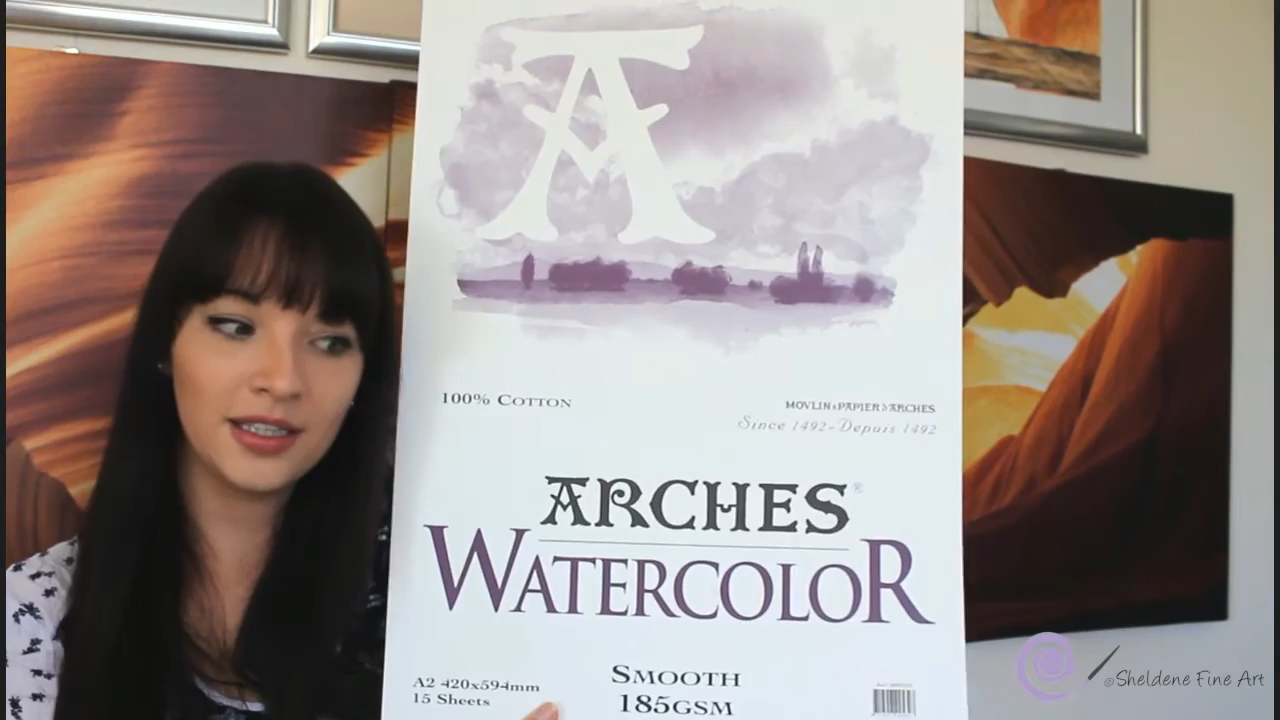 A
100% COTTON
MOVLIN & PAPIER D'ARCHES
Since 1492-Depuis 1492
ARCHES®
WATERCOLOR
A2 420x594mm
15 Sheets
SMOOTH
185GSM
©Sheldene Fine Art